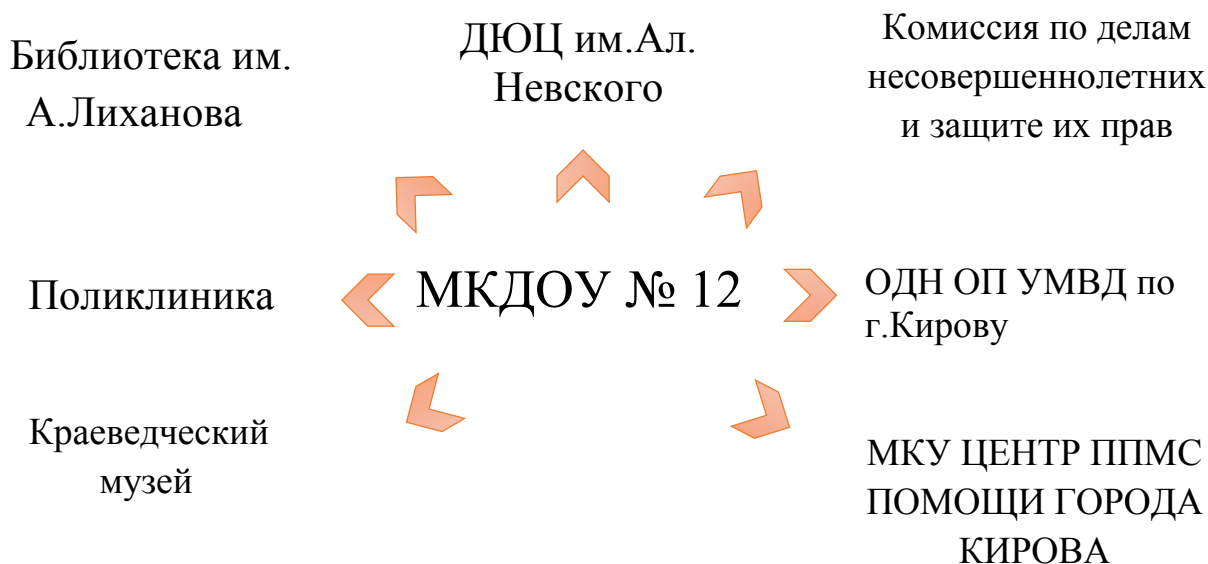 Библиотека им.
А.Лиханова
ДЮЦ им.Ал.
Невского
Комиссия по делам
несовершеннолетних
и защите их прав
Поликлиника
МКДОУ № 12
ОДН ОП УМВД по
г.Кирову
Краеведческий
музей
МКУ ЦЕНТР ППМС
ПОМОЩИ ГОРОДА
КИРОВА